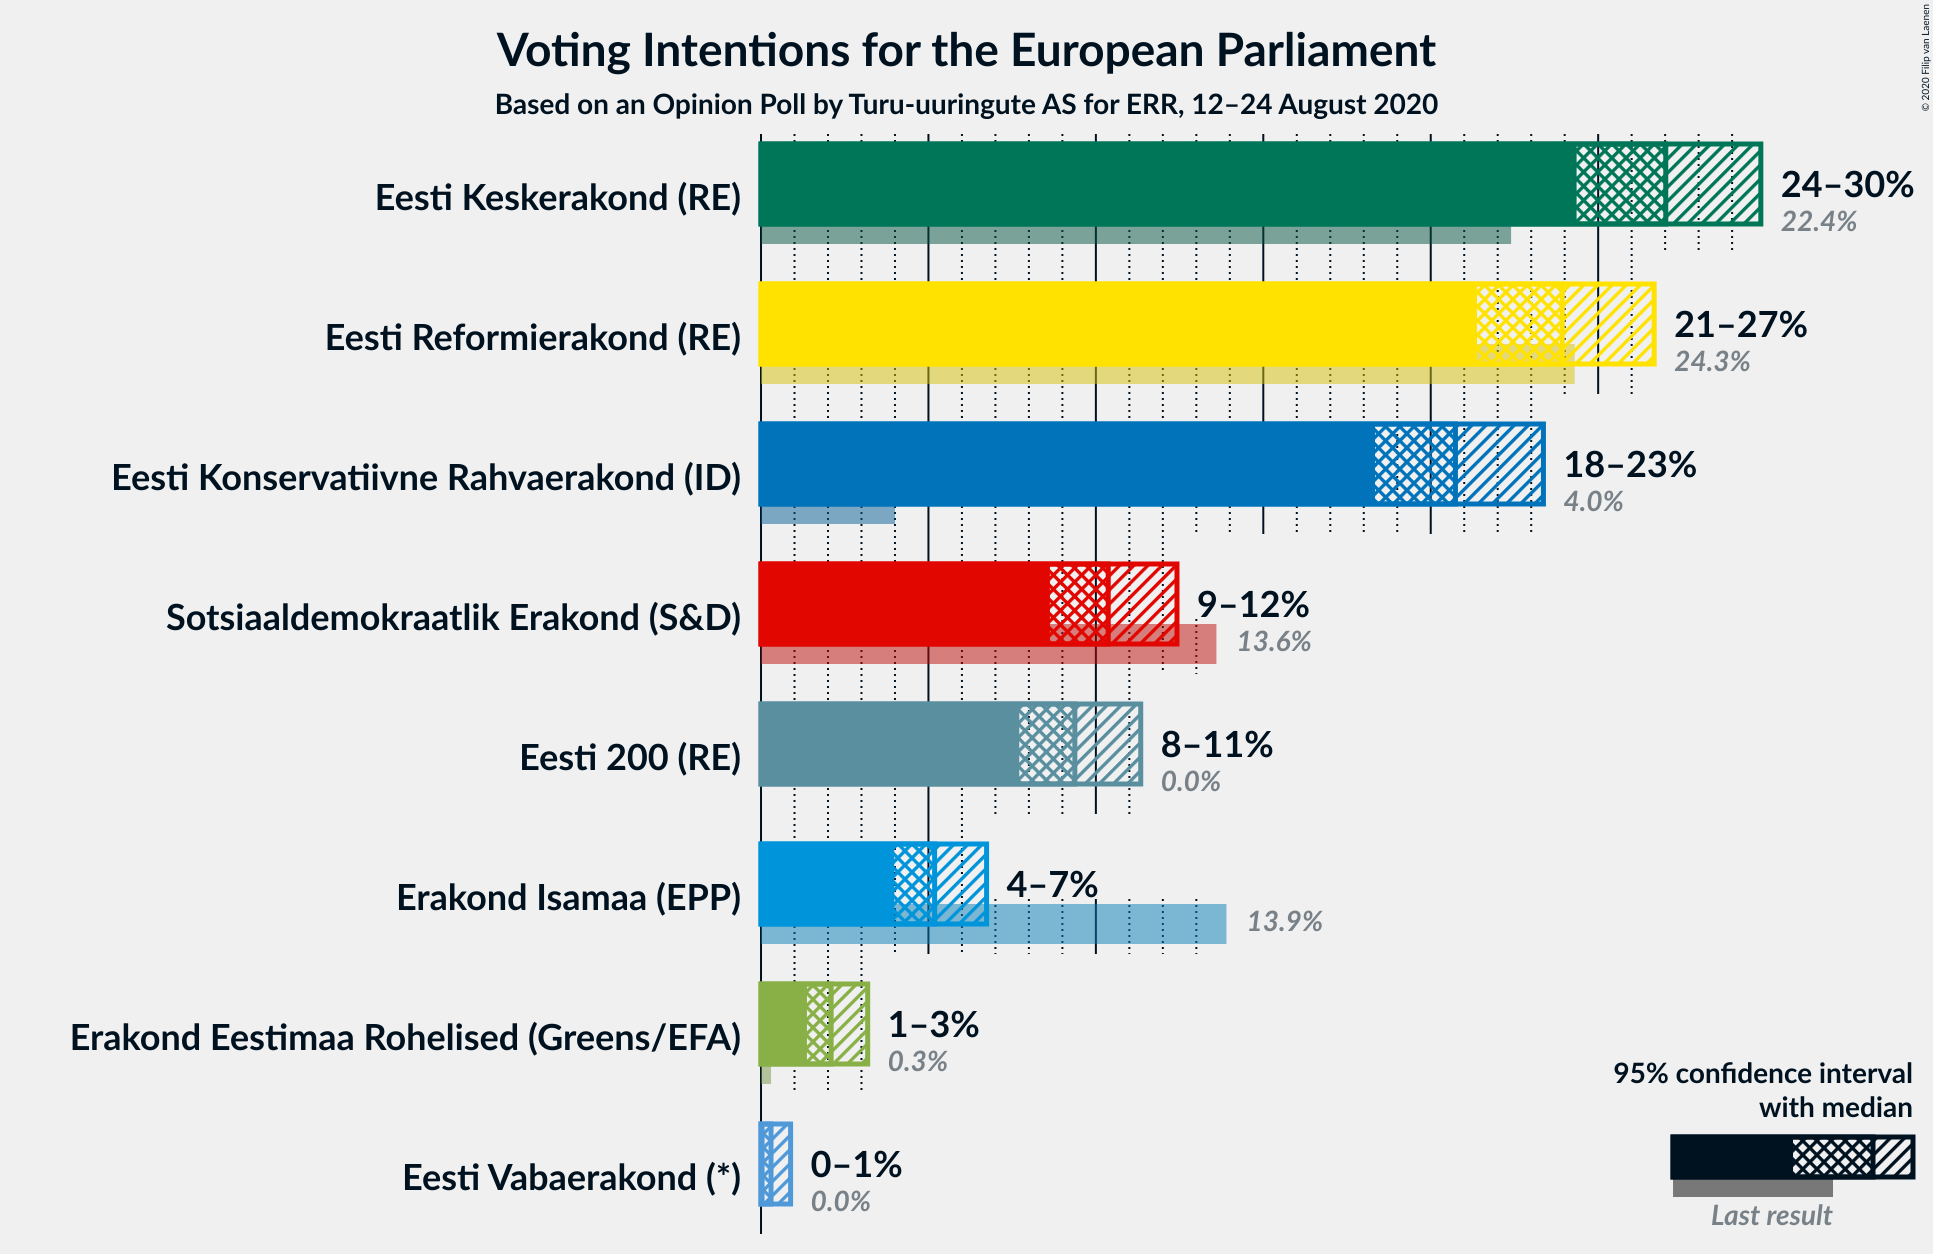 Voting Intentions for the European Parliament
Based on an Opinion Poll by Turu-uuringute AS for ERR, 12–24 August 2020
© 2020 Filip van Laenen
Eesti Keskerakond (RE)
24–30%
22.4%
Eesti Reformierakond (RE)
21–27%
24.3%
Eesti Konservatiivne Rahvaerakond (ID)
18–23%
4.0%
Sotsiaaldemokraatlik Erakond (S&D)
9–12%
13.6%
Eesti 200 (RE)
8–11%
0.0%
Erakond Isamaa (EPP)
4–7%
13.9%
Erakond Eestimaa Rohelised (Greens/EFA)
1–3%
0.3%
Eesti Vabaerakond (*)
0–1%
0.0%
95% confidence interval
with median
Last result